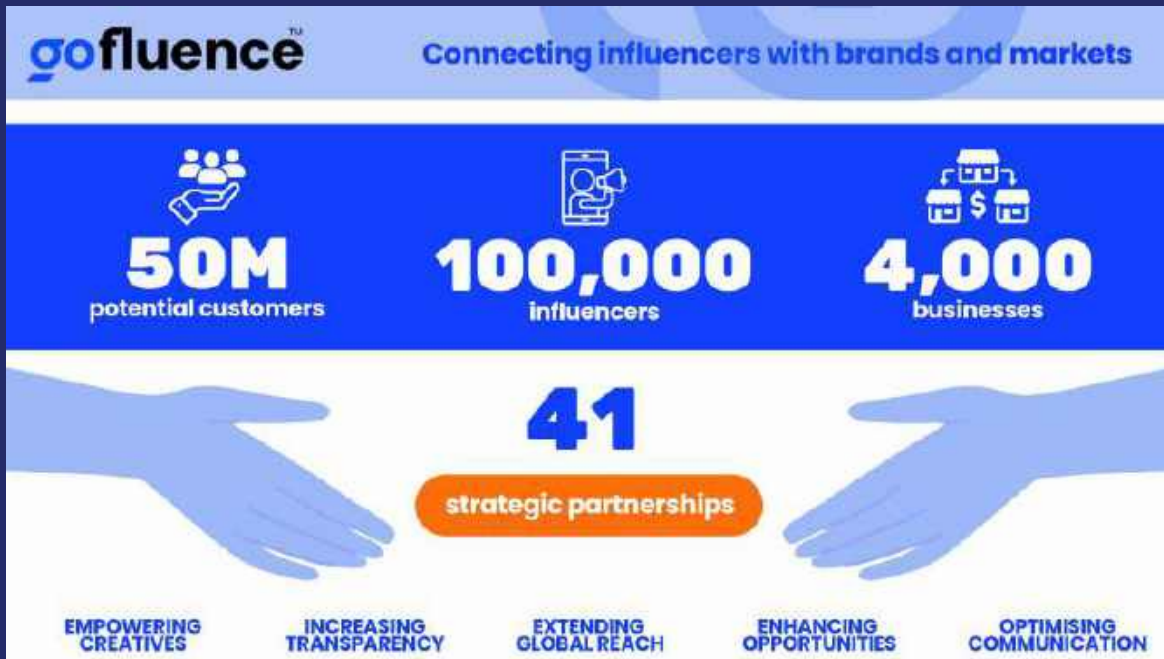 gofluence™
Connecting influencers with brands and markets
50M
potential customers
100,000
influencers
$
4,000
businesses
41
strategic partnerships
EMPOWERING
CREATIVES
INCREASING
TRANSPARENCY
EXTENDING
GLOBAL REACH
ENHANCING
OPPORTUNITIES
OPTIMISING
COMMUNICATION